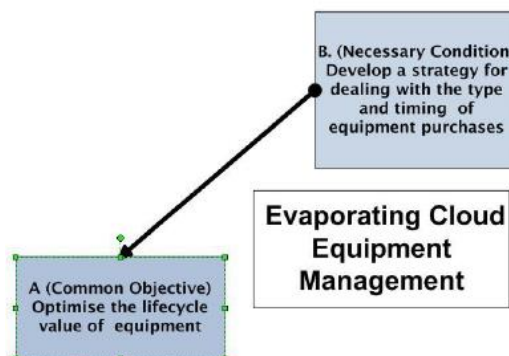 B. (Necessary Condition
Develop a strategy for
dealing with the type
and timing of
equipment purchases
Evaporating Cloud
Equipment
Management
A (Common Objective)
Optimise the lifecycle
value of equipment